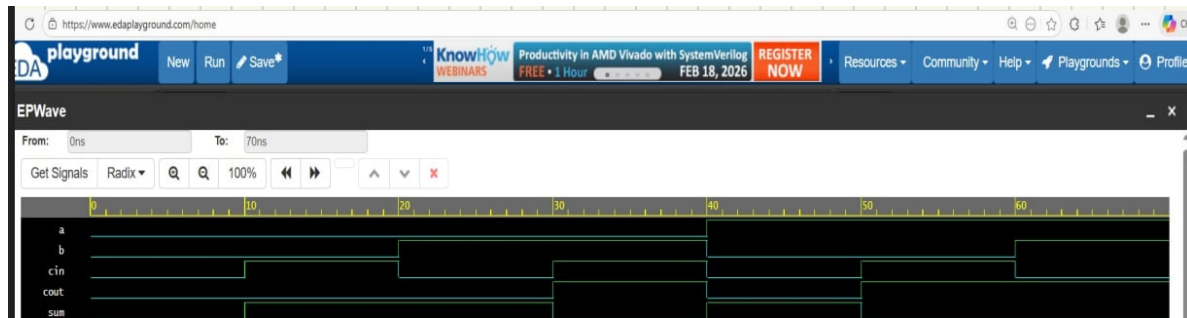 https://www.edaplayground.com/home
EDA playground New Run Save* 1/5 KnowHow WEBINARS Productivity in AMD Vivado with SystemVerilog FREE • 1 Hour FEB 18, 2026 REGISTER NOW Resources Community Help Playgrounds Profile
EPWave
From: 0ns To: 70ns
Get Signals Radix 100%
0 10 20 30 40 50 60
a
b
cin
cout
sum